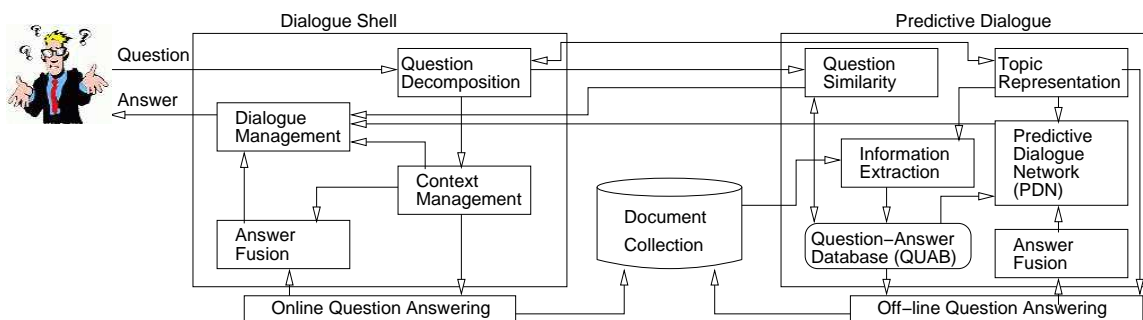 Dialogue Shell
Predictive Dialogue
? ? ? ?
Question
Answer
Question
Decomposition
Question
Similarity
Topic
Representation
Dialogue
Management
Predictive
Dialogue
Network
(PDN)
Information
Extraction
Context
Management
Document
Collection
Answer
Fusion
Question−Answer
Database (QUAB)
Answer
Fusion
Online Question Answering
Off−line Question Answering